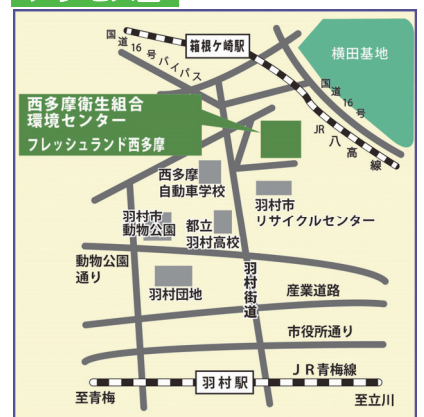 箱根ケ崎駅
国道16号バイパス
横田基地
国道16号
JR八高線
西多摩衛生組合
環境センター
フレッシュランド西多摩
西多摩
自動車学校
羽村市
リサイクルセンター
羽村市
動物公園
都立
羽村高校
動物公園
通り
羽村街道
羽村団地
産業道路
市役所通り
JR青梅線
羽村駅
至青梅
至立川